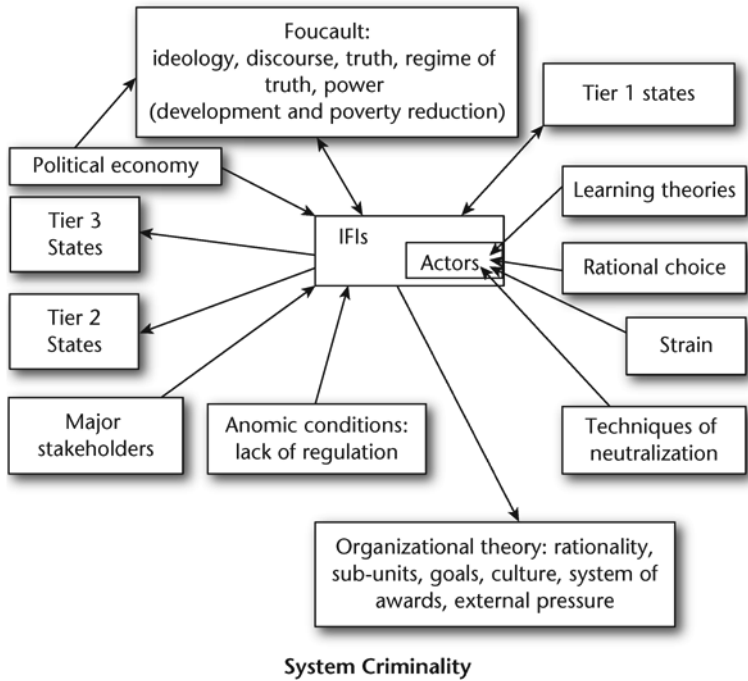 Foucault:
ideology, discourse, truth, regime of
truth, power
(development and poverty reduction)
Tier 1 states
Political economy
Learning theories
Tier 3
States
IFIs
Actors
Rational choice
Tier 2
States
Strain
Major
stakeholders
Anomic conditions:
lack of regulation
Techniques of
neutralization
Organizational theory: rationality,
sub-units, goals, culture, system of
awards, external pressure
System Criminality